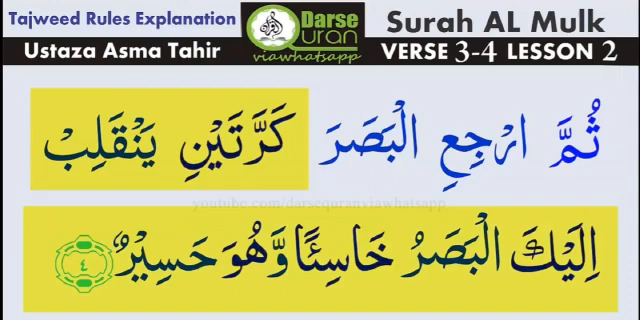 Tajweed Rules Explanation
Ustaza Asma Tahir
Darse
Quran
viawhatsapp
Surah AL Mulk
VERSE 3-4 LESSON 2
ثُمَّ ارْجِعِ الْبَصَرَ كَرَّتَيْنِ يَنْقَلِبْ
youtube.com/darsequranviawhatsapp
اِلَيْكَ الْبَصَرُ خَاسِئًا وَّهُوَ حَسِيْرٌ ٤